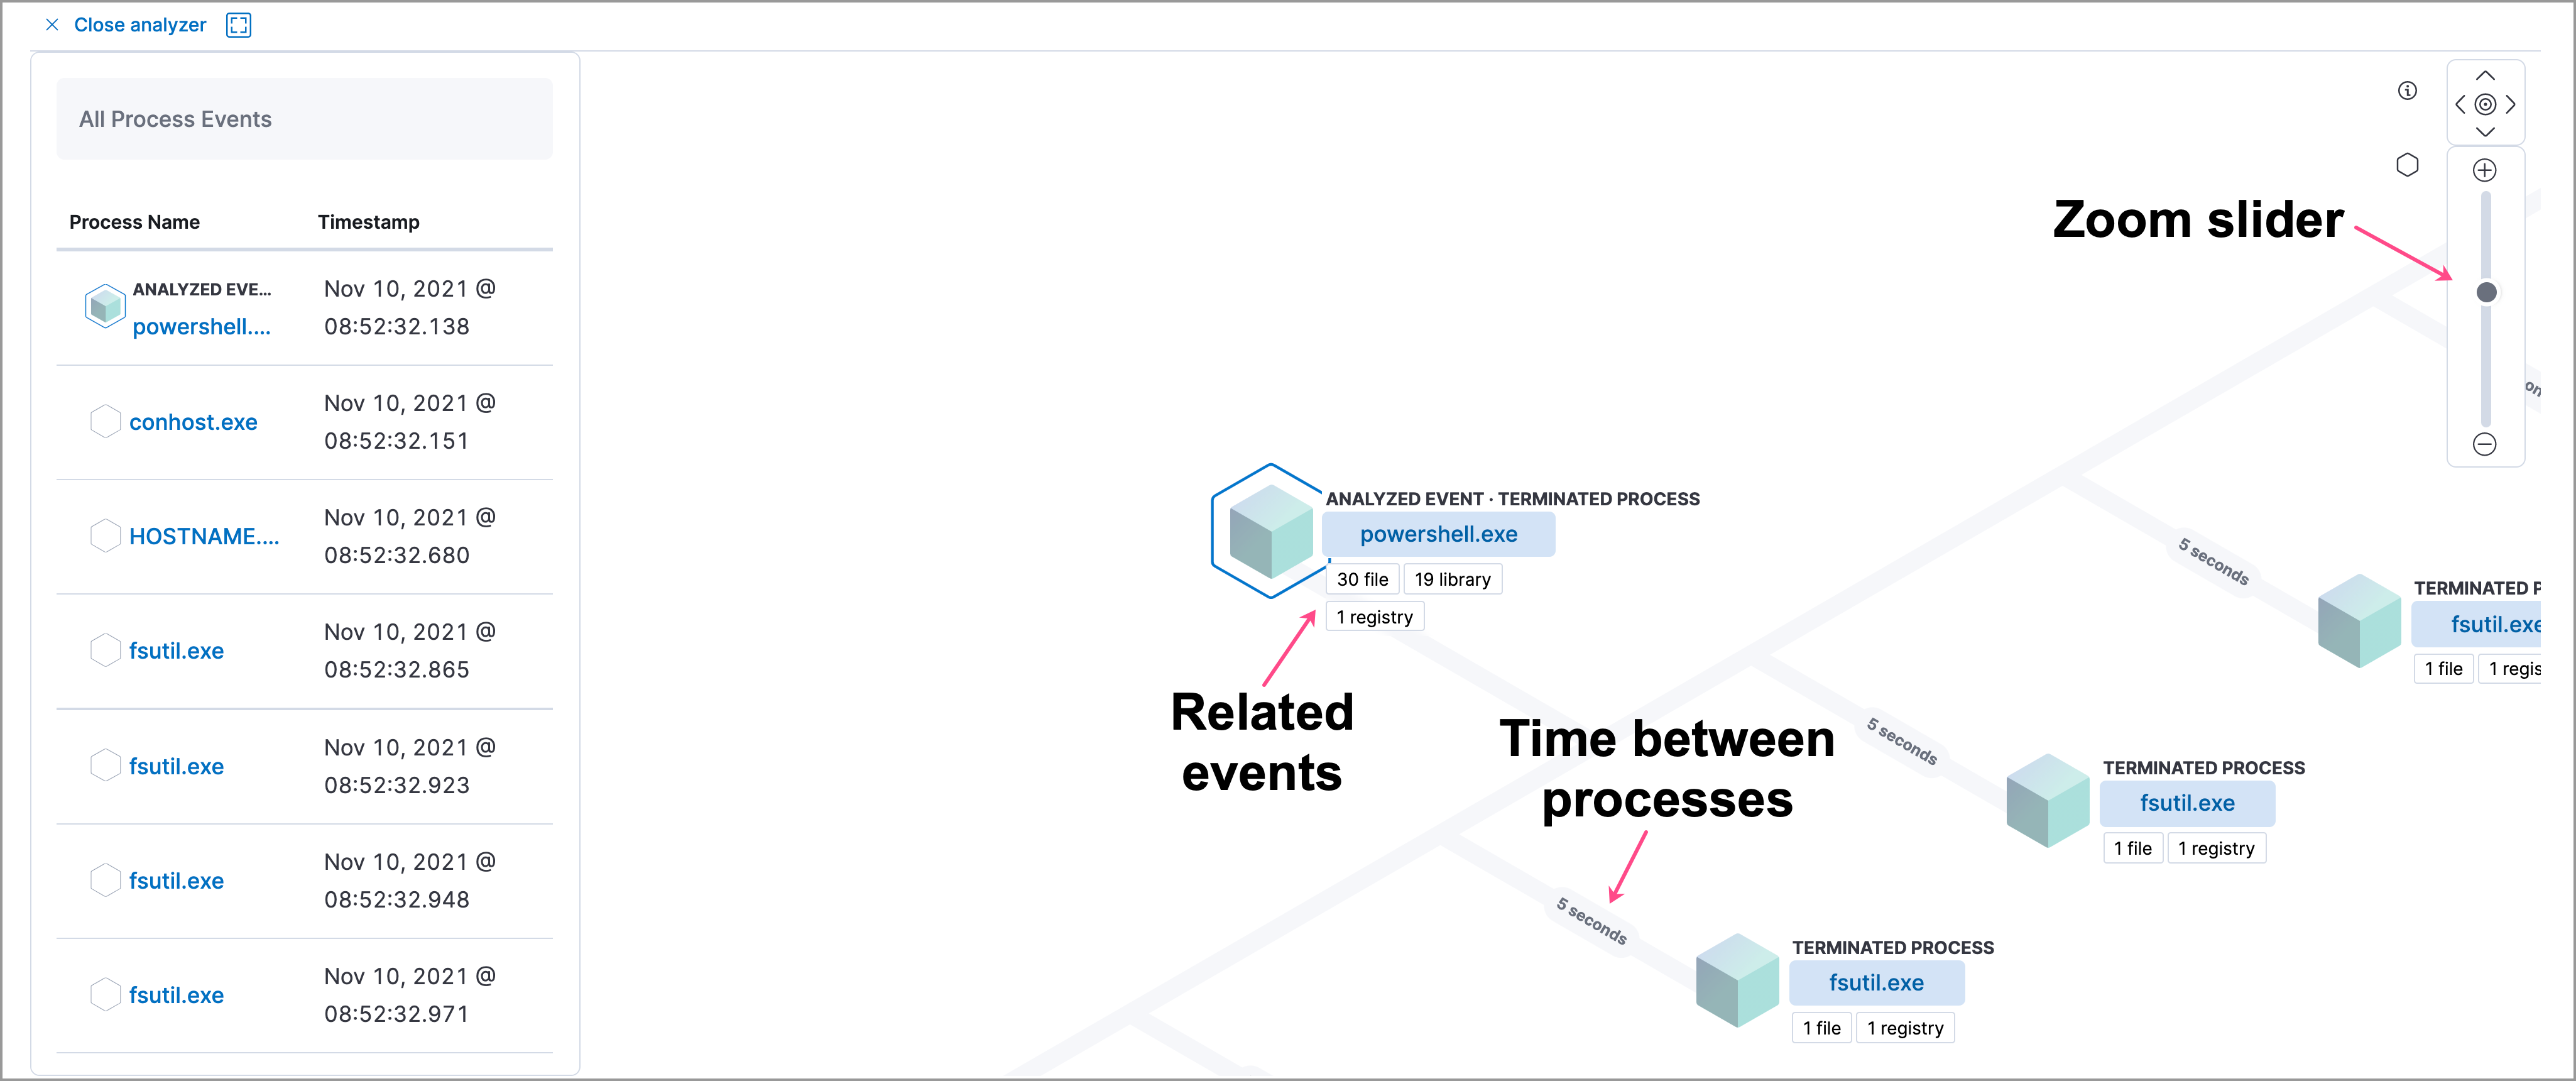 Close analyzer
All Process Events
Process Name Timestamp
ANALYZED EVE...
powershell....
Nov 10, 2021 @
08:52:32.138
conhost.exe
Nov 10, 2021 @
08:52:32.151
HOSTNAME....
Nov 10, 2021 @
08:52:32.680
fsutil.exe
Nov 10, 2021 @
08:52:32.865
fsutil.exe
Nov 10, 2021 @
08:52:32.923
fsutil.exe
Nov 10, 2021 @
08:52:32.948
fsutil.exe
Nov 10, 2021 @
08:52:32.971
Zoom slider
ANALYZED EVENT · TERMINATED PROCESS
powershell.exe
30 file 19 library
1 registry
Related
events
Time between
processes
5 seconds
TERMINATED P
fsutil.exe
1 file 1 regis
5 seconds
TERMINATED PROCESS
fsutil.exe
1 file 1 registry
5 seconds
TERMINATED PROCESS
fsutil.exe
1 file 1 registry